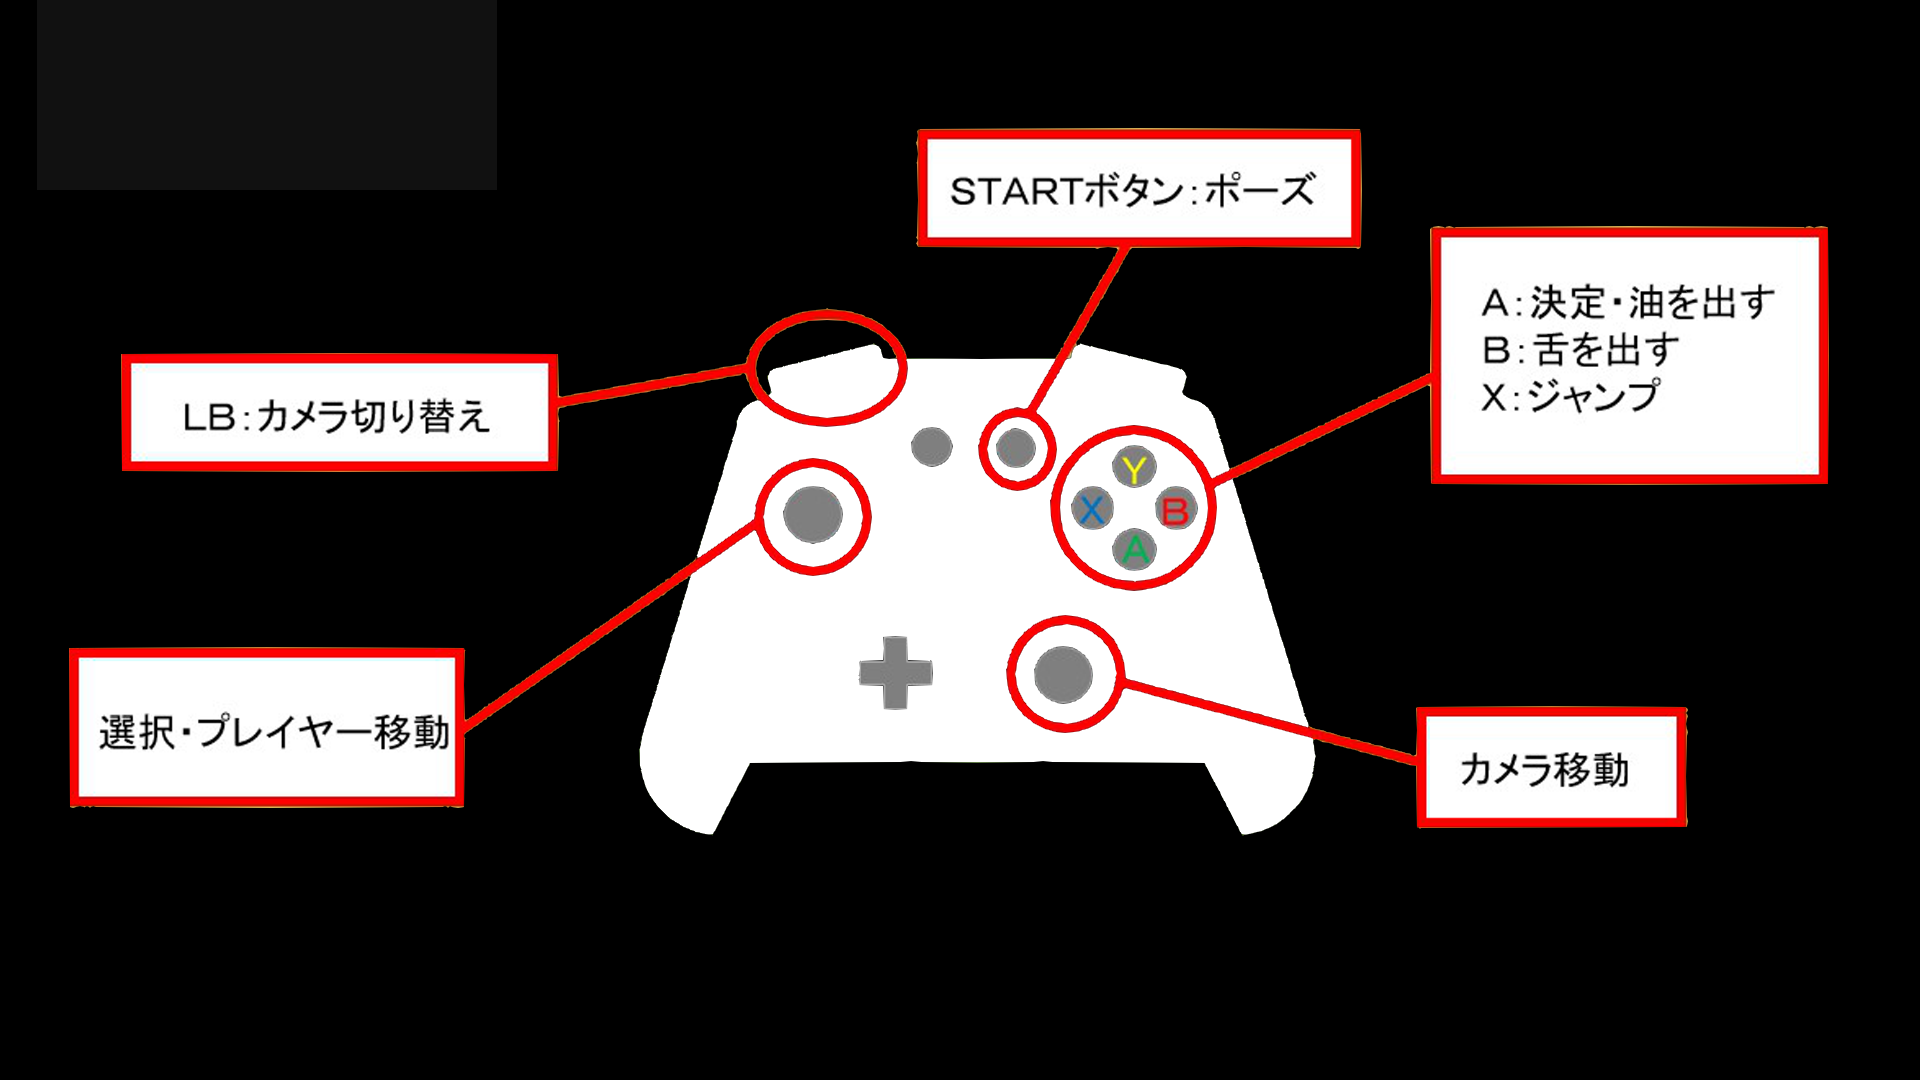 STARTボタン：ポーズ
A：決定・油を出す
B：舌を出す
X：ジャンプ
LB：カメラ切り替え
Y
X
B
A
選択・プレイヤー移動
カメラ移動